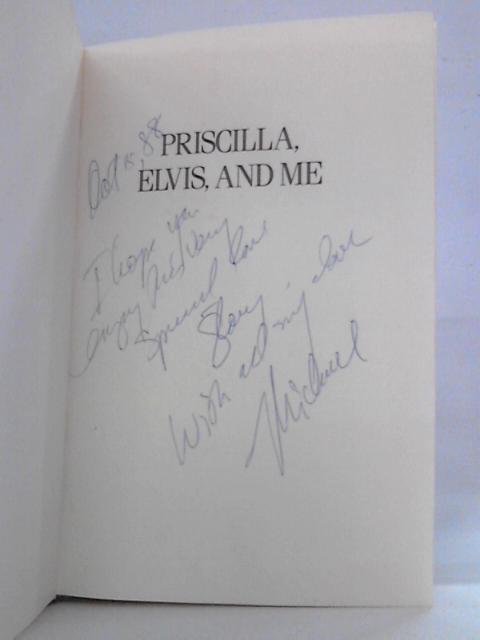 Oct 15, 88
PRISCILLA,
ELVIS, AND ME
I hope you
enjoy this very
special love
Story.
With all my love
Michael